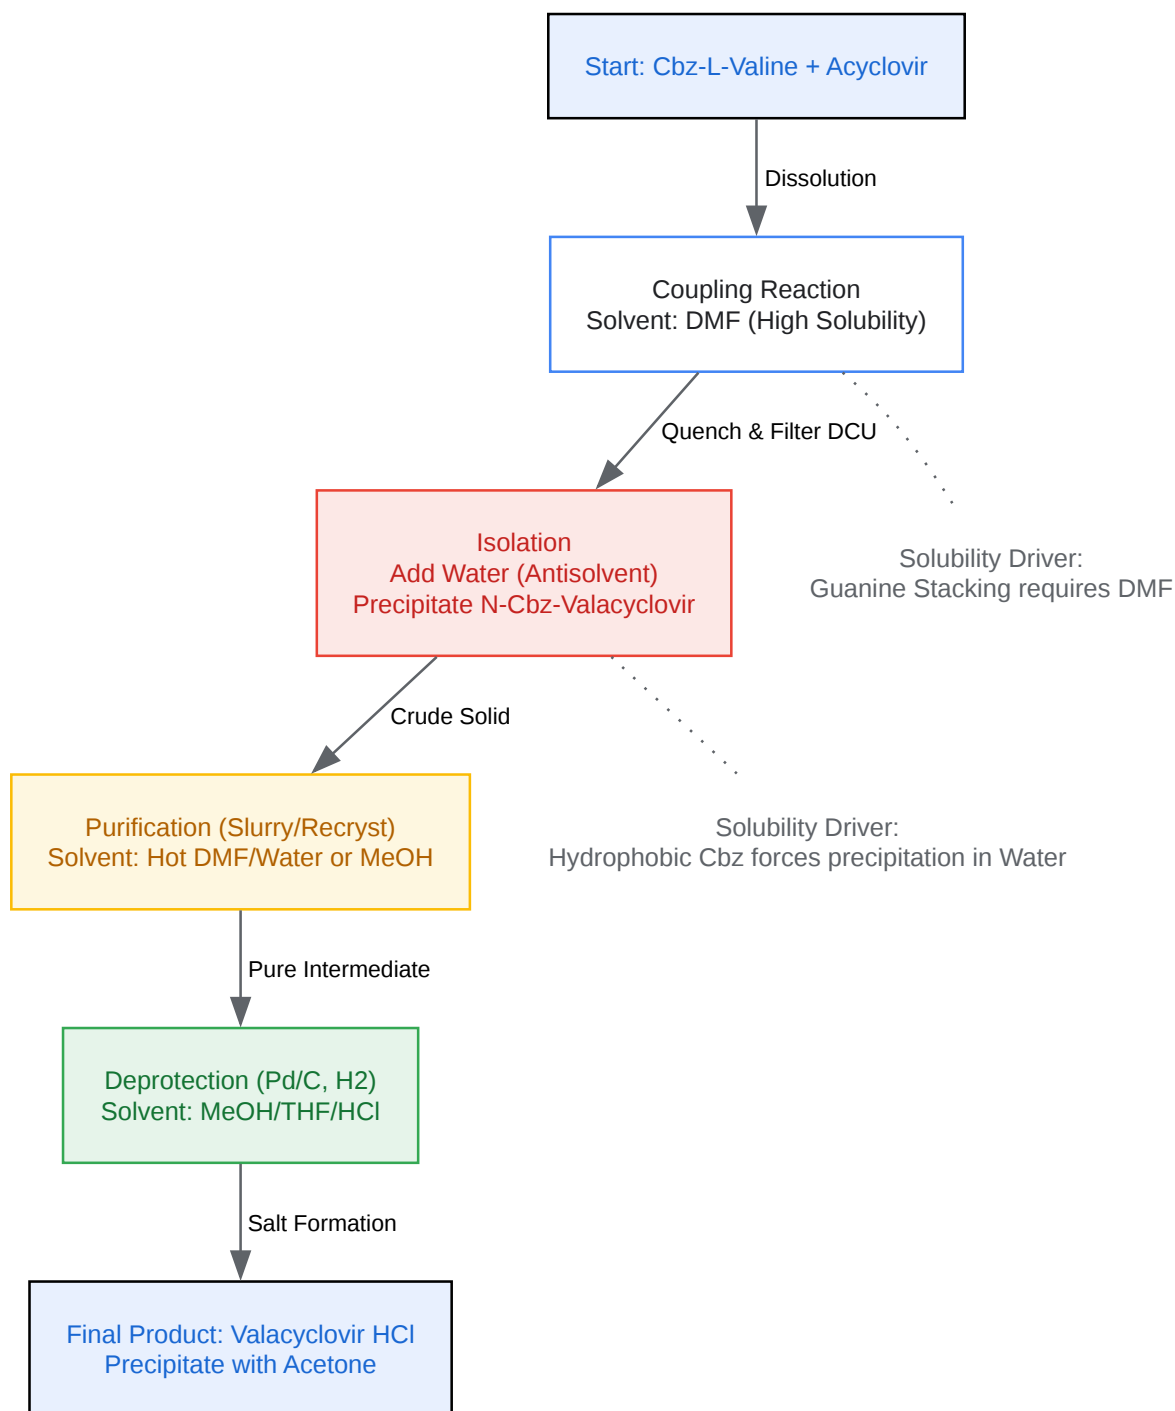 Start: Cbz-L-Valine + Acyclovir
Dissolution
Coupling Reaction
Solvent: DMF (High Solubility)
Quench & Filter DCU
Isolation
Add Water (Antisolvent)
Precipitate N-Cbz-Valacyclovir
Solubility Driver:
Guanine Stacking requires DMF
Crude Solid
Purification (Slurry/Recryst)
Solvent: Hot DMF/Water or MeOH
Solubility Driver:
Hydrophobic Cbz forces precipitation in Water
Pure Intermediate
Deprotection (Pd/C, H2)
Solvent: MeOH/THF/HCl
Salt Formation
Final Product: Valacyclovir HCl
Precipitate with Acetone